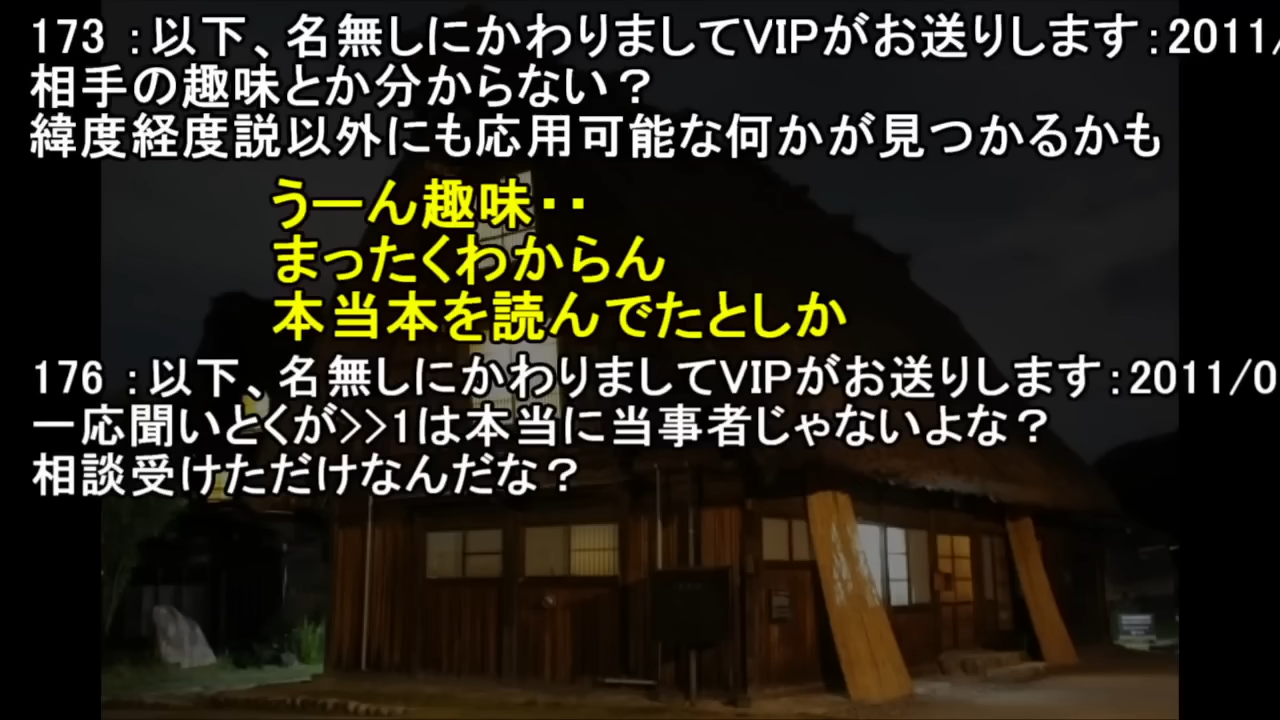 173 ：以下、名無しにかわりましてVIPがお送りします：2011/
相手の趣味とか分からない？
緯度経度説以外にも応用可能な何かが見つかるかも
うーん趣味・・
まったくわからん
本当本を読んでたとしか
176 ：以下、名無しにかわりましてVIPがお送りします：2011/0
一応聞いとくが>>1は本当に当事者じゃないよな？
相談受けただけなんだな？